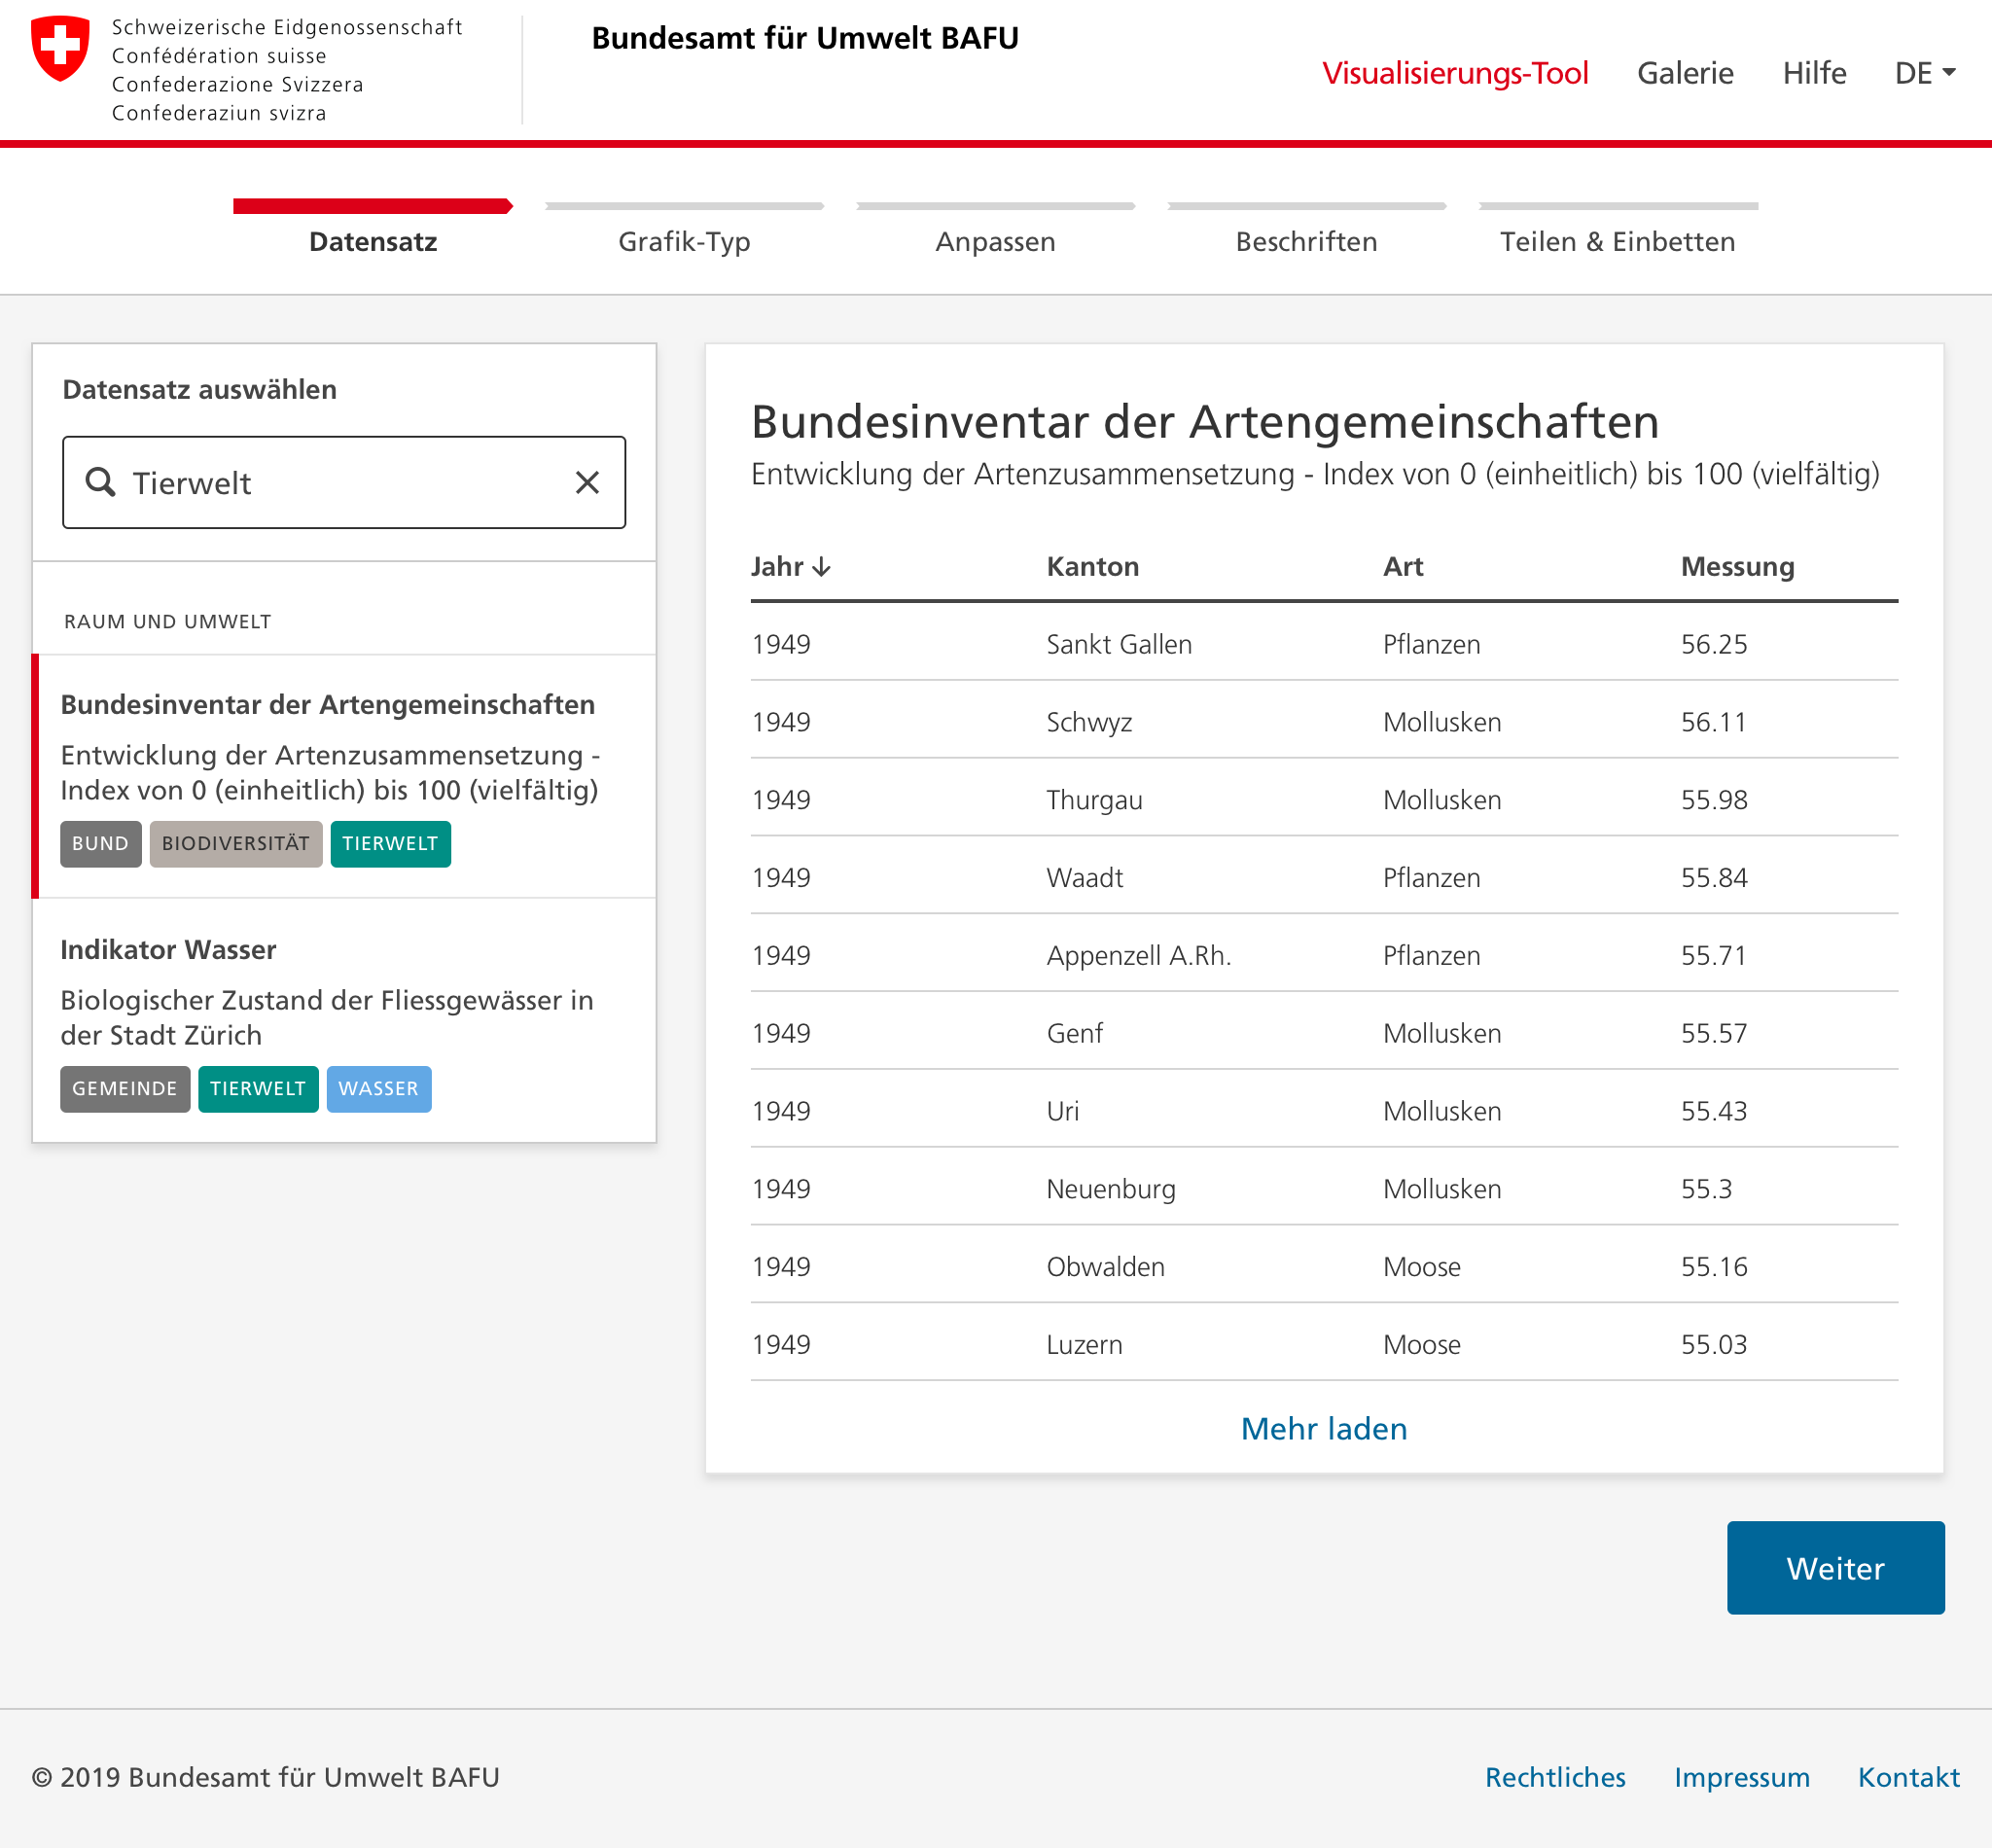 Schweizerische Eidgenossenschaft
Confédération suisse
Confederazione Svizzera
Confederaziun svizra
Bundesamt für Umwelt BAFU
Visualisierungs-Tool Galerie Hilfe DE
Datensatz Grafik-Typ Anpassen Beschriften Teilen & Einbetten
Datensatz auswählen
Tierwelt
RAUM UND UMWELT
Bundesinventar der Artengemeinschaften
Entwicklung der Artenzusammensetzung -
Index von 0 (einheitlich) bis 100 (vielfältig)
BUND BIODIVERSITÄT TIERWELT
Indikator Wasser
Biologischer Zustand der Fliessgewässer in
der Stadt Zürich
GEMEINDE TIERWELT WASSER
Bundesinventar der Artengemeinschaften
Entwicklung der Artenzusammensetzung - Index von 0 (einheitlich) bis 100 (vielfältig)
Jahr ↓ Kanton Art Messung
1949 Sankt Gallen Pflanzen 56.25
1949 Schwyz Mollusken 56.11
1949 Thurgau Mollusken 55.98
1949 Waadt Pflanzen 55.84
1949 Appenzell A.Rh. Pflanzen 55.71
1949 Genf Mollusken 55.57
1949 Uri Mollusken 55.43
1949 Neuenburg Mollusken 55.3
1949 Obwalden Moose 55.16
1949 Luzern Moose 55.03
Mehr laden
Weiter
© 2019 Bundesamt für Umwelt BAFU
Rechtliches Impressum Kontakt